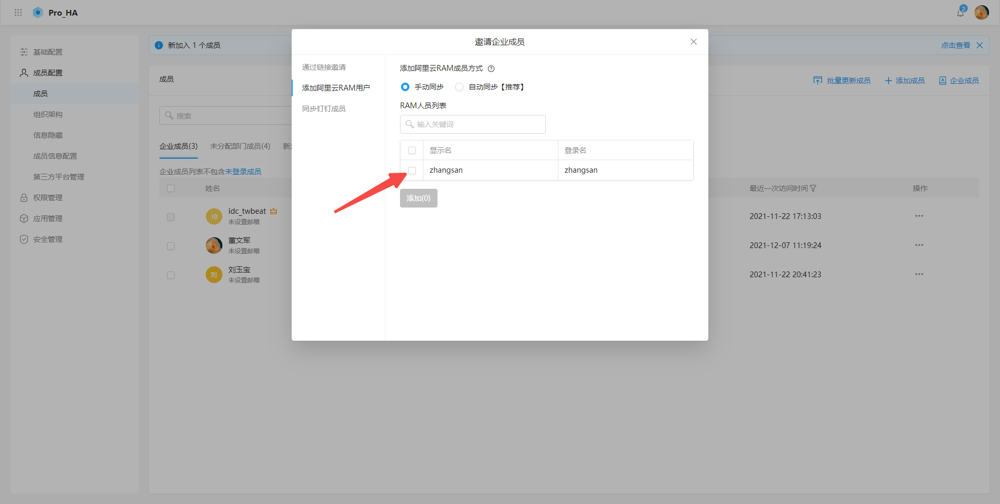 Pro_HA
2
基础配置
成员配置
成员
组织架构
信息隐藏
成员信息配置
第三方平台管理
权限管理
应用管理
安全管理
新加入 1 个成员
点击查看
成员
批量更新成员
添加成员
企业成员
搜索
企业成员(3)
未分配部门成员(4)
企业成员列表不包含未登录成员
姓名
最近一次访问时间
操作
ID
idc_twbeat
未设置邮箱
2021-11-22 17:13:03
董文军
未设置邮箱
2021-12-07 11:19:24
刘
刘玉宝
未设置邮箱
2021-11-22 20:41:23
邀请企业成员
通过链接邀请
添加阿里云RAM用户
同步钉钉成员
添加阿里云RAM成员方式
手动同步
自动同步【推荐】
RAM人员列表
输入关键词
显示名
登录名
zhangsan
zhangsan
添加(0)